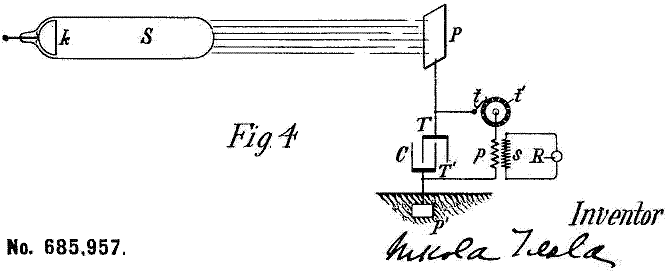 k S P
t t'
T
Fig. 4
C
p s R
T'
p'
Inventor
No. 685,957.
Nikola Tesla